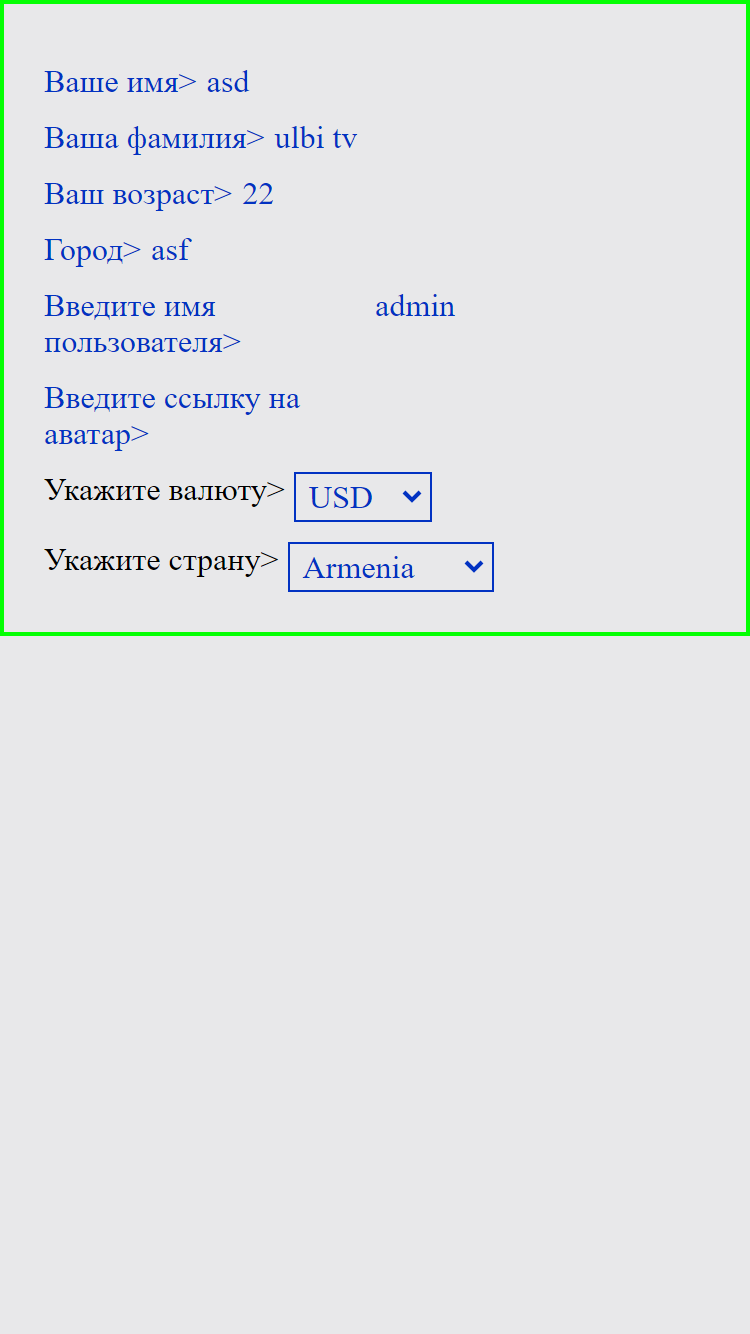 Ваше имя> asd
Ваша фамилия> ulbi tv
Ваш возраст> 22
Город> asf
Введите имя пользователя> admin
Введите ссылку на
аватар>
Укажите валюту> USD
Укажите страну> Armenia